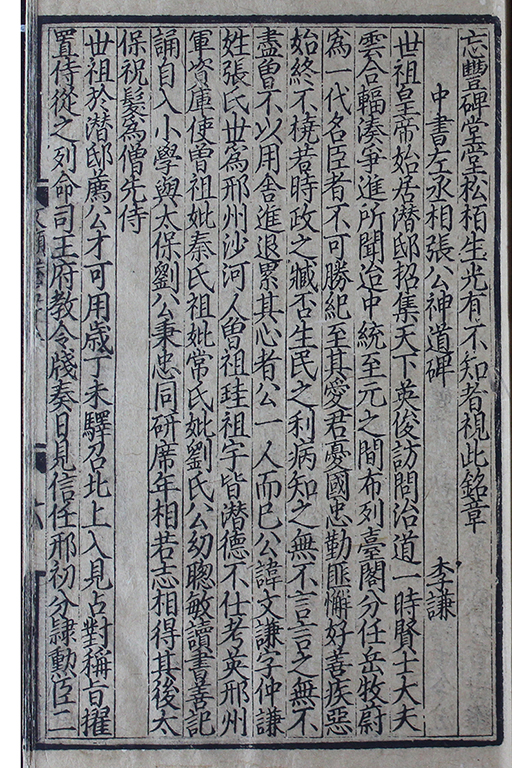 忘豐碑堂堂松栢生光有不知者視此銘章
中書左丞相張公神道碑 李謙
世祖皇帝始居潜邸招集天下英俊訪問治道一時賢士大夫
雲合輻湊爭進所聞迨中統至元之間布列臺閣分任岳牧蔚
為一代名臣者不可勝紀至其愛君憂國忠勤匪懈好善疾惡
始終不撓若時政之臧否生民之利病知之無不言言之無不
盡曽不以用舎進退累其心者公一人而已公諱文謙字仲謙
姓張氏世為邢州沙河人曽祖珪祖宇皆潜德不仕考英邢州
軍資庫使曽祖妣秦氏祖妣常氏妣劉氏公幼聦敏讀書善記
誦自入小學與太保劉公秉忠同研席年相若志相得其後太
保祝髮為僧先侍
世祖於潜邸薦公才可用歳丁未驛召北上入見占對稱旨擢
置侍從之列命司王府教令牋奏日見信任邢初分隷勳臣二